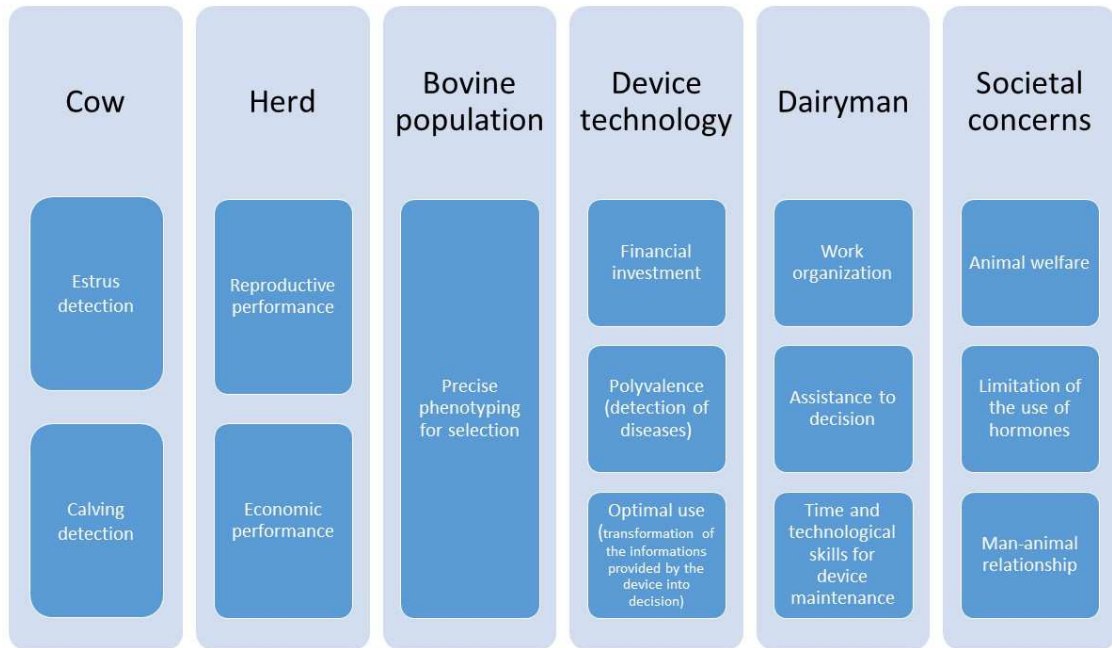 Cow
Estrus
detection
Calving
detection
Herd
Reproductive
performance
Economic
performance
Bovine
population
Precise
phenotyping
for selection
Device
technology
Financial
investment
Polyvalence
(detection of
diseases)
Optimal use
(transformation of
the informations
provided by the
device into
decision)
Dairyman
Work
organization
Assistance to
decision
Time and
technological
skills for
device
maintenance
Societal
concerns
Animal welfare
Limitation of
the use of
hormones
Man-animal
relationship